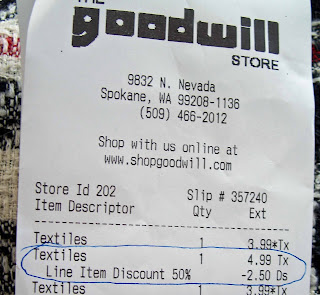 THE
goodwill
STORE
9832 N. Nevada
Spokane, WA 99208-1136
(509) 466-2012
Shop with us online at
www.shopgoodwill.com
Store Id 202 Slip # 357240
Item Descriptor Qty Ext
Textiles 1 3.99*Tx
Textiles 1 4.99 Tx
Line Item Discount 50% -2.50 Ds
Textiles 1 3.99*Tx